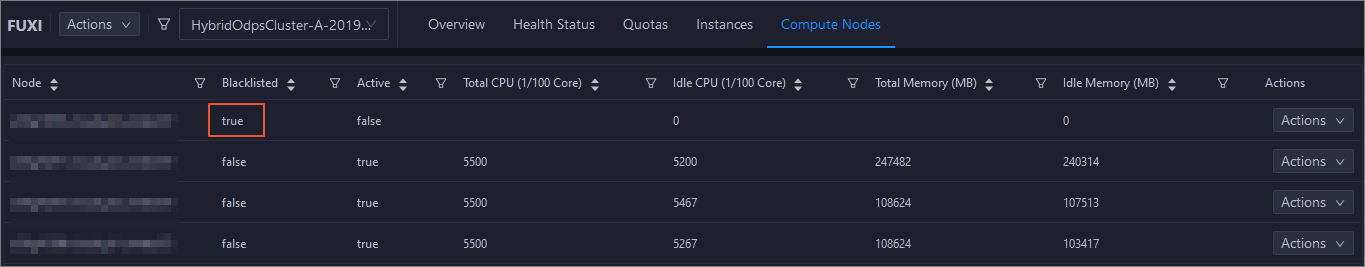 FUXI Actions HybridOdpsCluster-A-2019... Overview Health Status Quotas Instances Compute Nodes
Node Blacklisted Active Total CPU (1/100 Core) Idle CPU (1/100 Core) Total Memory (MB) Idle Memory (MB) Actions
true false 0 0 Actions
false true 5500 5200 247482 240314 Actions
false true 5500 5467 108624 107513 Actions
false true 5500 5267 108624 103417 Actions